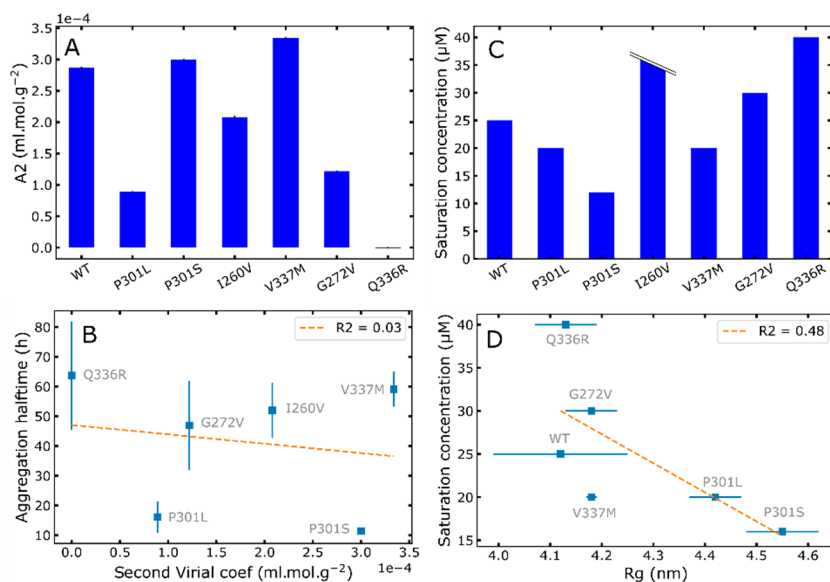 1e−4
A
A2 (ml.mol.g−2)
3.5
3.0
2.5
2.0
1.5
1.0
0.5
0.0
WT
P301L
P301S
I260V
V337M
G272V
Q336R
C
Saturation concentration (µM)
40
35
30
25
20
15
10
5
0
WT
P301L
P301S
I260V
V337M
G272V
Q336R
B
R2 = 0.03
Aggregation halftime (h)
80
70
60
50
40
30
20
10
Q336R
G272V
I260V
V337M
P301L
P301S
0.0
0.5
1.0
1.5
2.0
2.5
3.0
3.5
1e−4
Second Virial coef (ml.mol.g−2)
D
R2 = 0.48
Saturation concentration (µM)
40
35
30
25
20
15
Q336R
G272V
WT
V337M
P301L
P301S
4.0
4.1
4.2
4.3
4.4
4.5
4.6
Rg (nm)